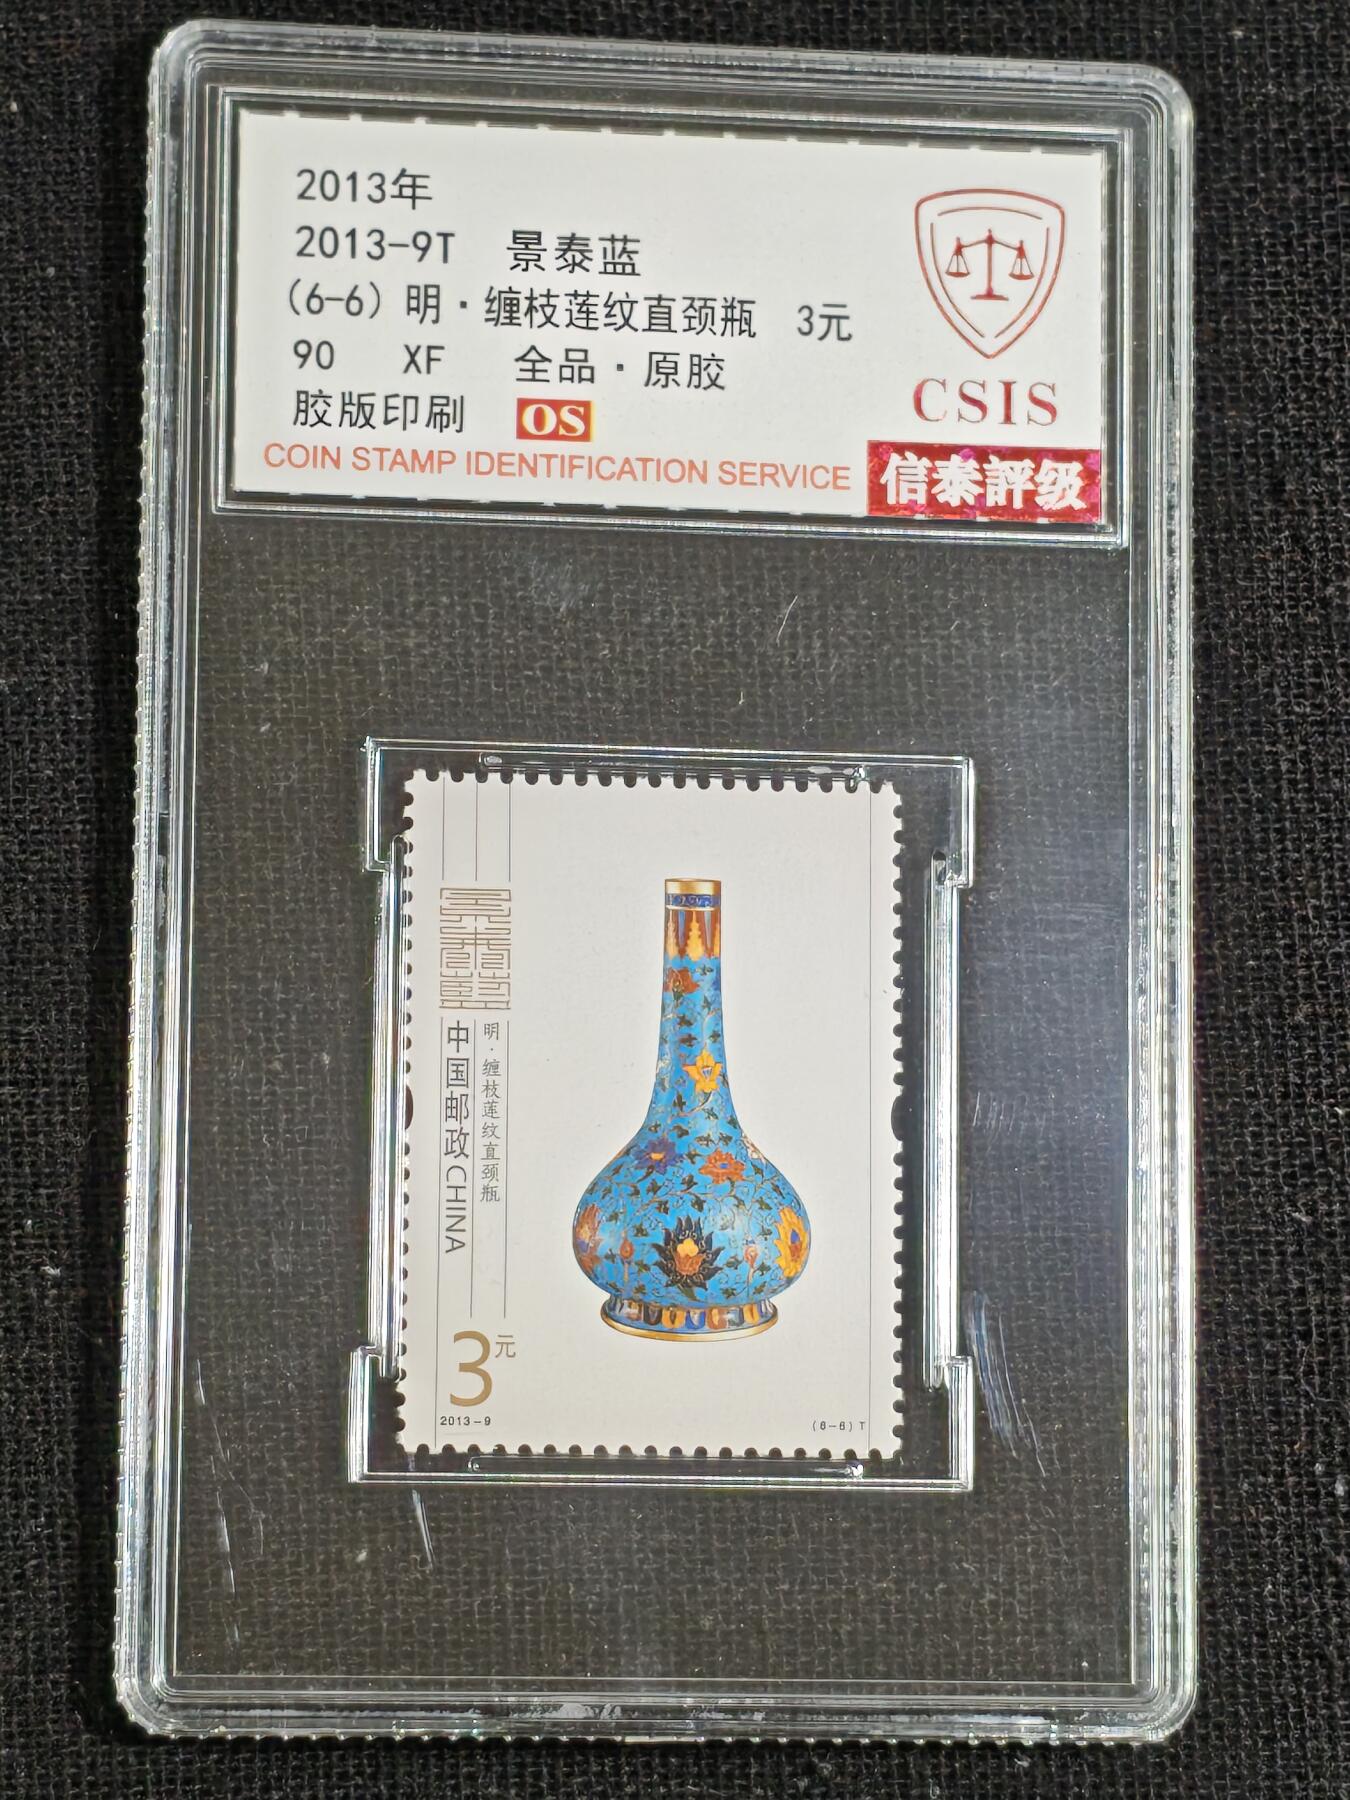 2013年
2013-9T 景泰蓝
(6-6) 明·缠枝莲纹直颈瓶 3元
90 XF 全品·原胶
胶版印刷 OS
COIN STAMP IDENTIFICATION SERVICE
CSIS
信泰評级
景泰藍
中国邮政 CHINA
明·缠枝莲纹直颈瓶
3元
2013-9
(6-6) T